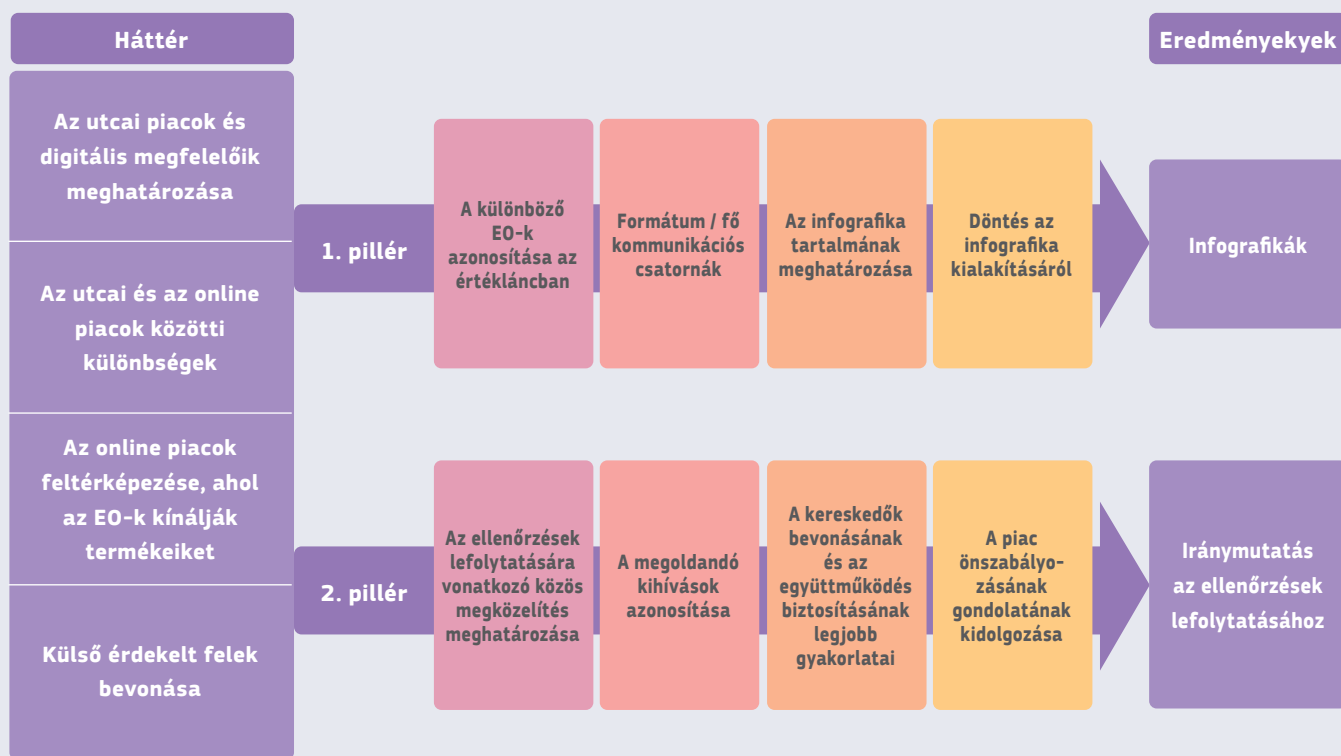 Háttér
Az utcai piacok és
digitális megfelelőik
meghatározása
Az utcai és az online
piacok közötti
különbségek
Az online piacok
feltérképezése, ahol
az EO-k kínálják
termékeiket
Külső érdekelt felek
bevonása
1. pillér
A különböző
EO-k
azonosítása az
értékláncban
Formátum / fő
kommunikációs
csatornák
Az infografika
tartalmának
meghatározása
Döntés az
infografika
kialakításáról
2. pillér
Az ellenőrzések
lefolytatására
vonatkozó közös
megközelítés
meghatározása
A megoldandó
kihívások
azonosítása
A kereskedők
bevonásának
és az
együttműködés
biztosításának
legjobb
gyakorlatai
A piac
önszabályo-
zásának
gondolatának
kidolgozása
Eredményekyek
Infografikák
Iránymutatás
az ellenőrzések
lefolytatásához